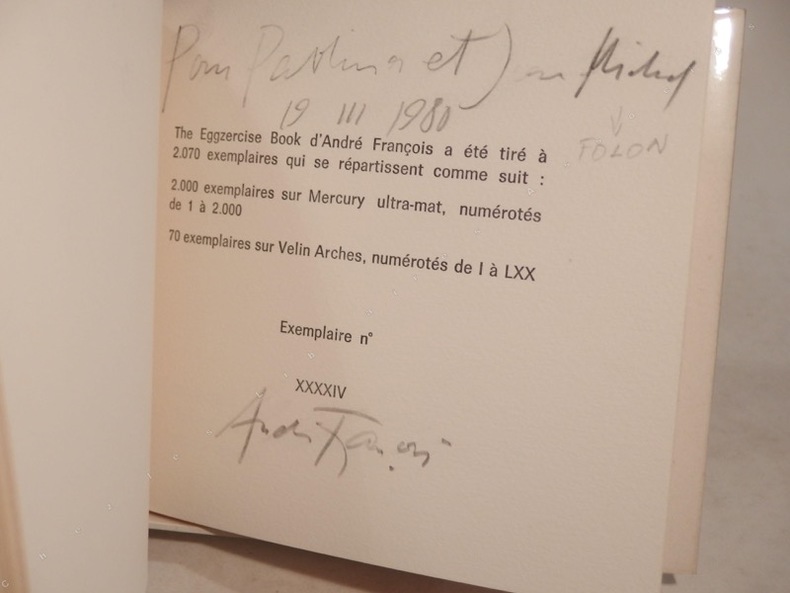 Pour Paola et Jean Michel
19 III 1980
FOLON
The Eggzercise Book d'André François a été tiré à
2.070 exemplaires qui se répartissent comme suit :
2.000 exemplaires sur Mercury ultra-mat, numérotés
de 1 à 2.000
70 exemplaires sur Velin Arches, numérotés de I à LXX
Exemplaire n°
XXXXIV
André François